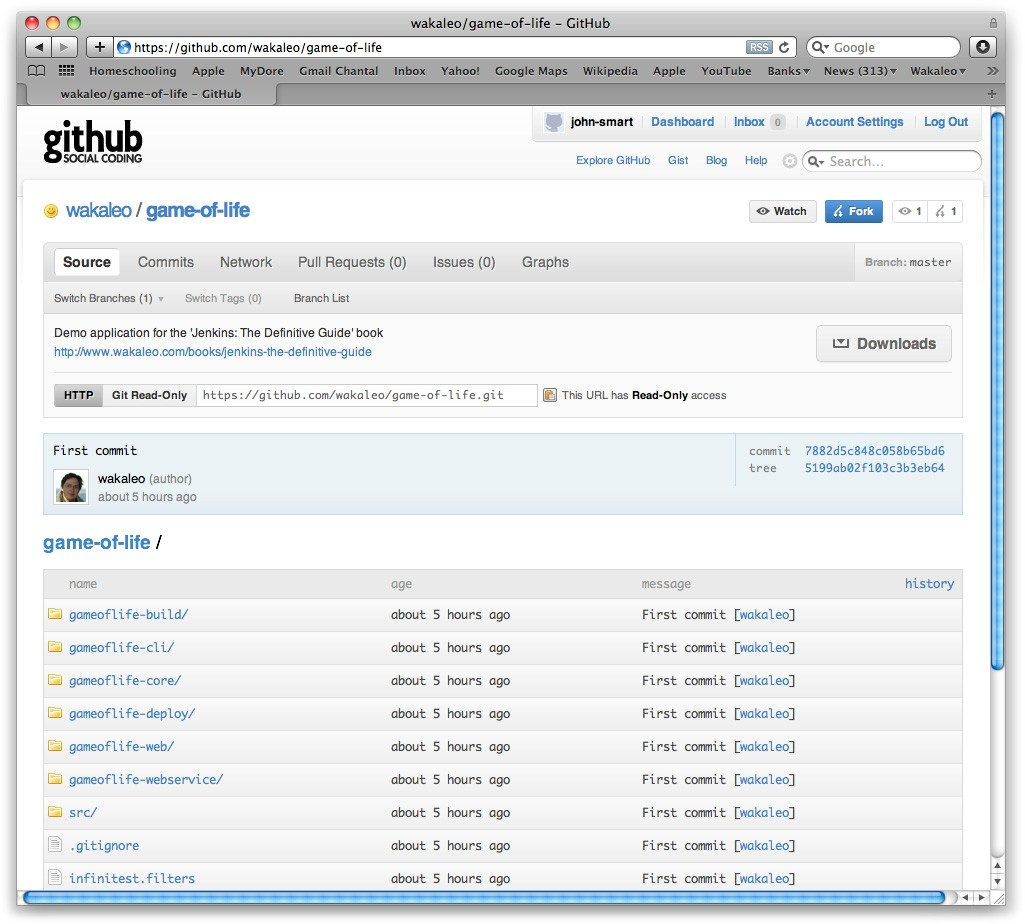 wakaleo/game-of-life – GitHub
https://github.com/wakaleo/game-of-life RSS Google
Homeschooling Apple MyDore Gmail Chantal Inbox Yahoo! Google Maps Wikipedia Apple YouTube Banks News (313) Wakaleo
wakaleo/game-of-life – GitHub
github
SOCIAL CODING
john-smart Dashboard Inbox 0 Account Settings Log Out
Explore GitHub Gist Blog Help Search...
wakaleo / game-of-life
Watch Fork 1 1
Source Commits Network Pull Requests (0) Issues (0) Graphs Branch: master
Switch Branches (1) Switch Tags (0) Branch List
Demo application for the 'Jenkins: The Definitive Guide' book
http://www.wakaleo.com/books/jenkins-the-definitive-guide
Downloads
HTTP Git Read-Only https://github.com/wakaleo/game-of-life.git This URL has Read-Only access
First commit
commit 7882d5c848c058b65bd6
tree 5199ab02f103c3b3eb64
wakaleo (author)
about 5 hours ago
game-of-life /
name age message history
gameoflife-build/ about 5 hours ago First commit [wakaleo]
gameoflife-cli/ about 5 hours ago First commit [wakaleo]
gameoflife-core/ about 5 hours ago First commit [wakaleo]
gameoflife-deploy/ about 5 hours ago First commit [wakaleo]
gameoflife-web/ about 5 hours ago First commit [wakaleo]
gameoflife-webservice/ about 5 hours ago First commit [wakaleo]
src/ about 5 hours ago First commit [wakaleo]
.gitignore about 5 hours ago First commit [wakaleo]
infinitest.filters about 5 hours ago First commit [wakaleo]